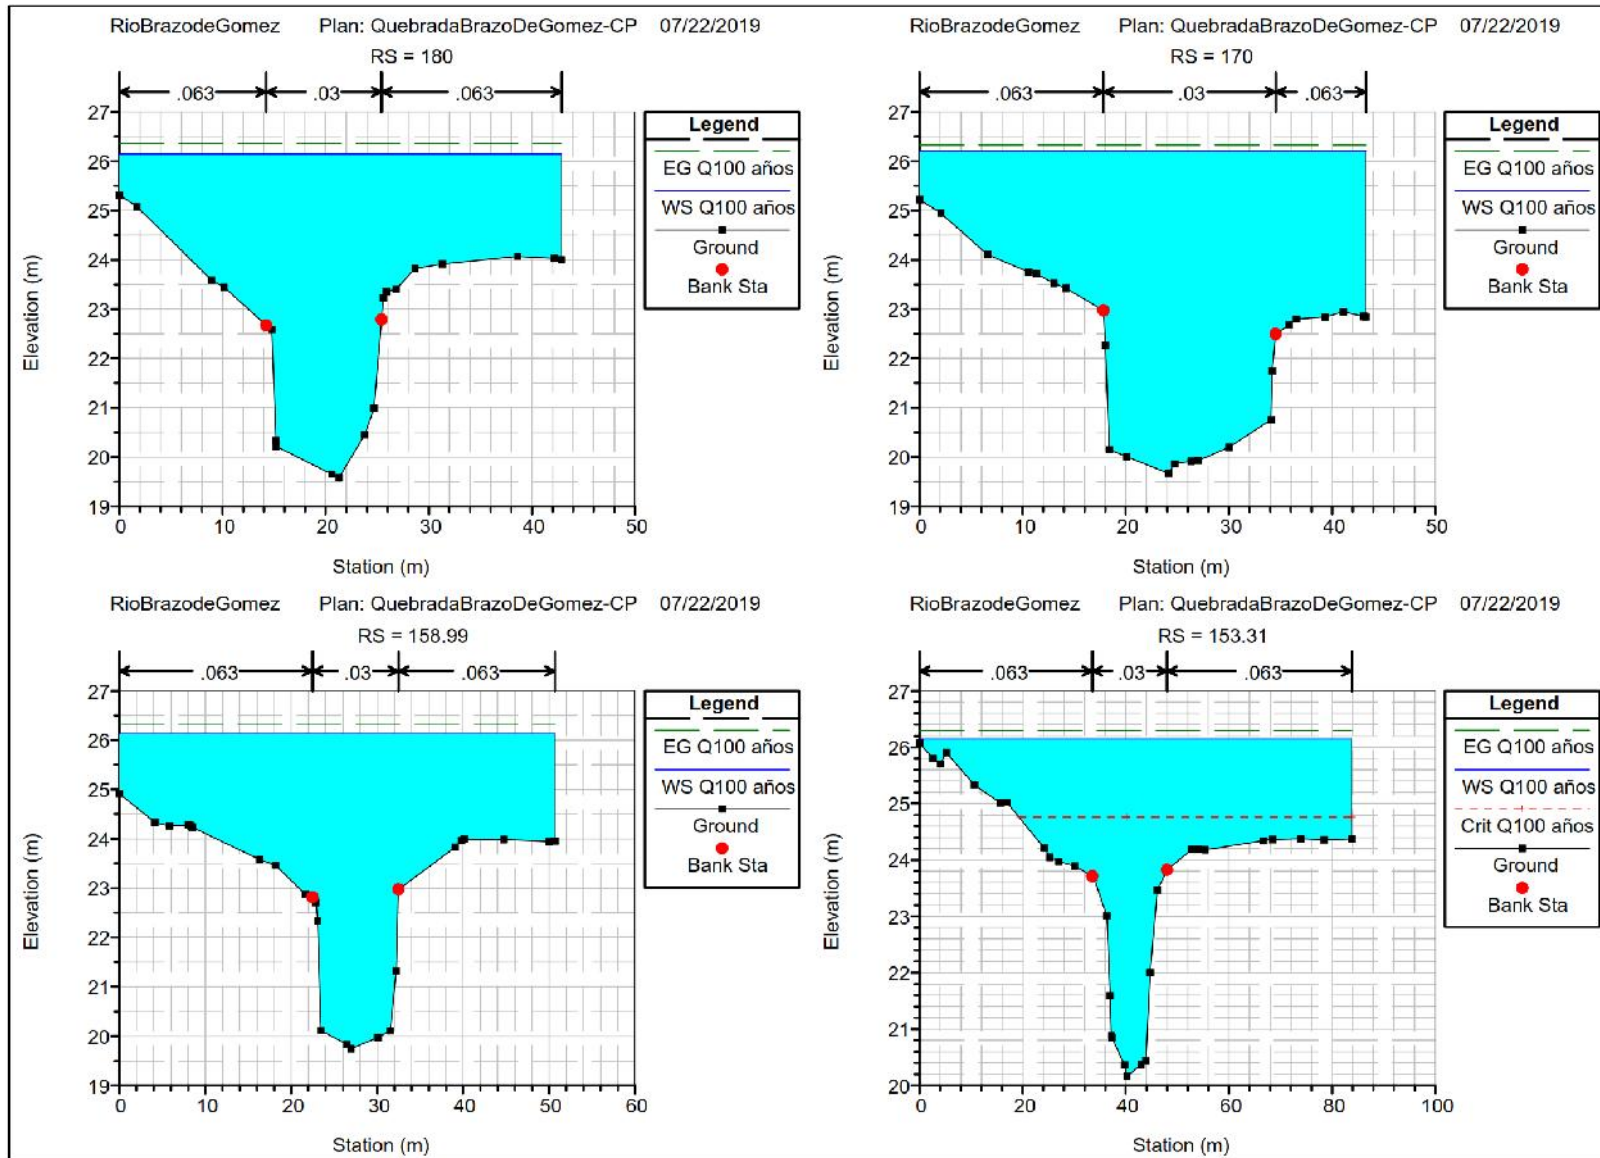 RioBrazodeGomez Plan: QuebradaBrazoDeGomez-CP 07/22/2019
RS = 180
.063 .03 .063
27
26
25
24
23
22
21
20
19
0 10 20 30 40 50
Station (m)
Elevation (m)
Legend
EG Q100 años
WS Q100 años
Ground
Bank Sta
RioBrazodeGomez Plan: QuebradaBrazoDeGomez-CP 07/22/2019
RS = 170
.063 .03 .063
27
26
25
24
23
22
21
20
19
0 10 20 30 40 50
Station (m)
Elevation (m)
Legend
EG Q100 años
WS Q100 años
Ground
Bank Sta
RioBrazodeGomez Plan: QuebradaBrazoDeGomez-CP 07/22/2019
RS = 158.99
.063 .03 .063
27
26
25
24
23
22
21
20
19
0 10 20 30 40 50 60
Station (m)
Elevation (m)
Legend
EG Q100 años
WS Q100 años
Ground
Bank Sta
RioBrazodeGomez Plan: QuebradaBrazoDeGomez-CP 07/22/2019
RS = 153.31
.063 .03 .063
27
26
25
24
23
22
21
20
0 20 40 60 80 100
Station (m)
Elevation (m)
Legend
EG Q100 años
WS Q100 años
Crit Q100 años
Ground
Bank Sta